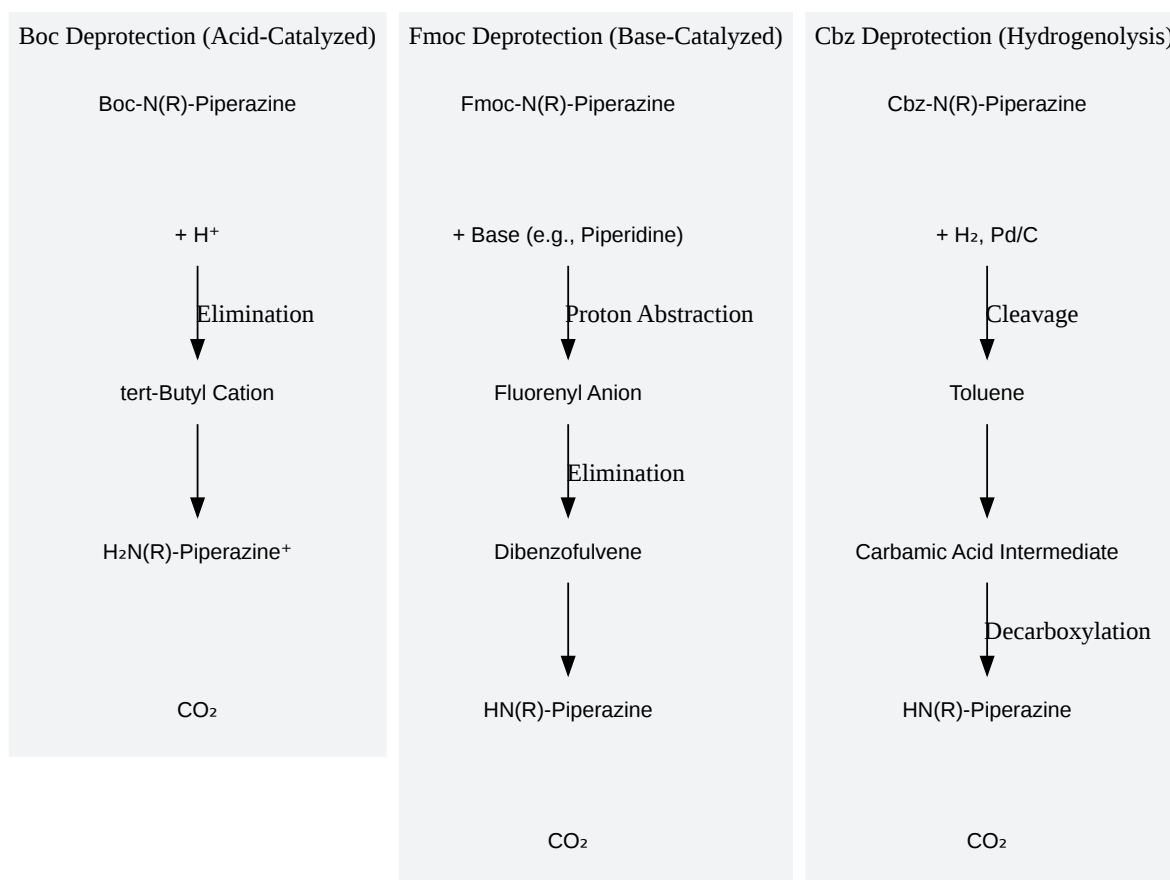 Boc Deprotection (Acid-Catalyzed)
Boc-N(R)-Piperazine
+ H⁺
Elimination
tert-Butyl Cation
H₂N(R)-Piperazine⁺
CO₂
Fmoc Deprotection (Base-Catalyzed)
Fmoc-N(R)-Piperazine
+ Base (e.g., Piperidine)
Proton Abstraction
Fluorenyl Anion
Elimination
Dibenzofulvene
HN(R)-Piperazine
CO₂
Cbz Deprotection (Hydrogenolysis)
Cbz-N(R)-Piperazine
+ H₂, Pd/C
Cleavage
Toluene
Carbamic Acid Intermediate
Decarboxylation
HN(R)-Piperazine
CO₂